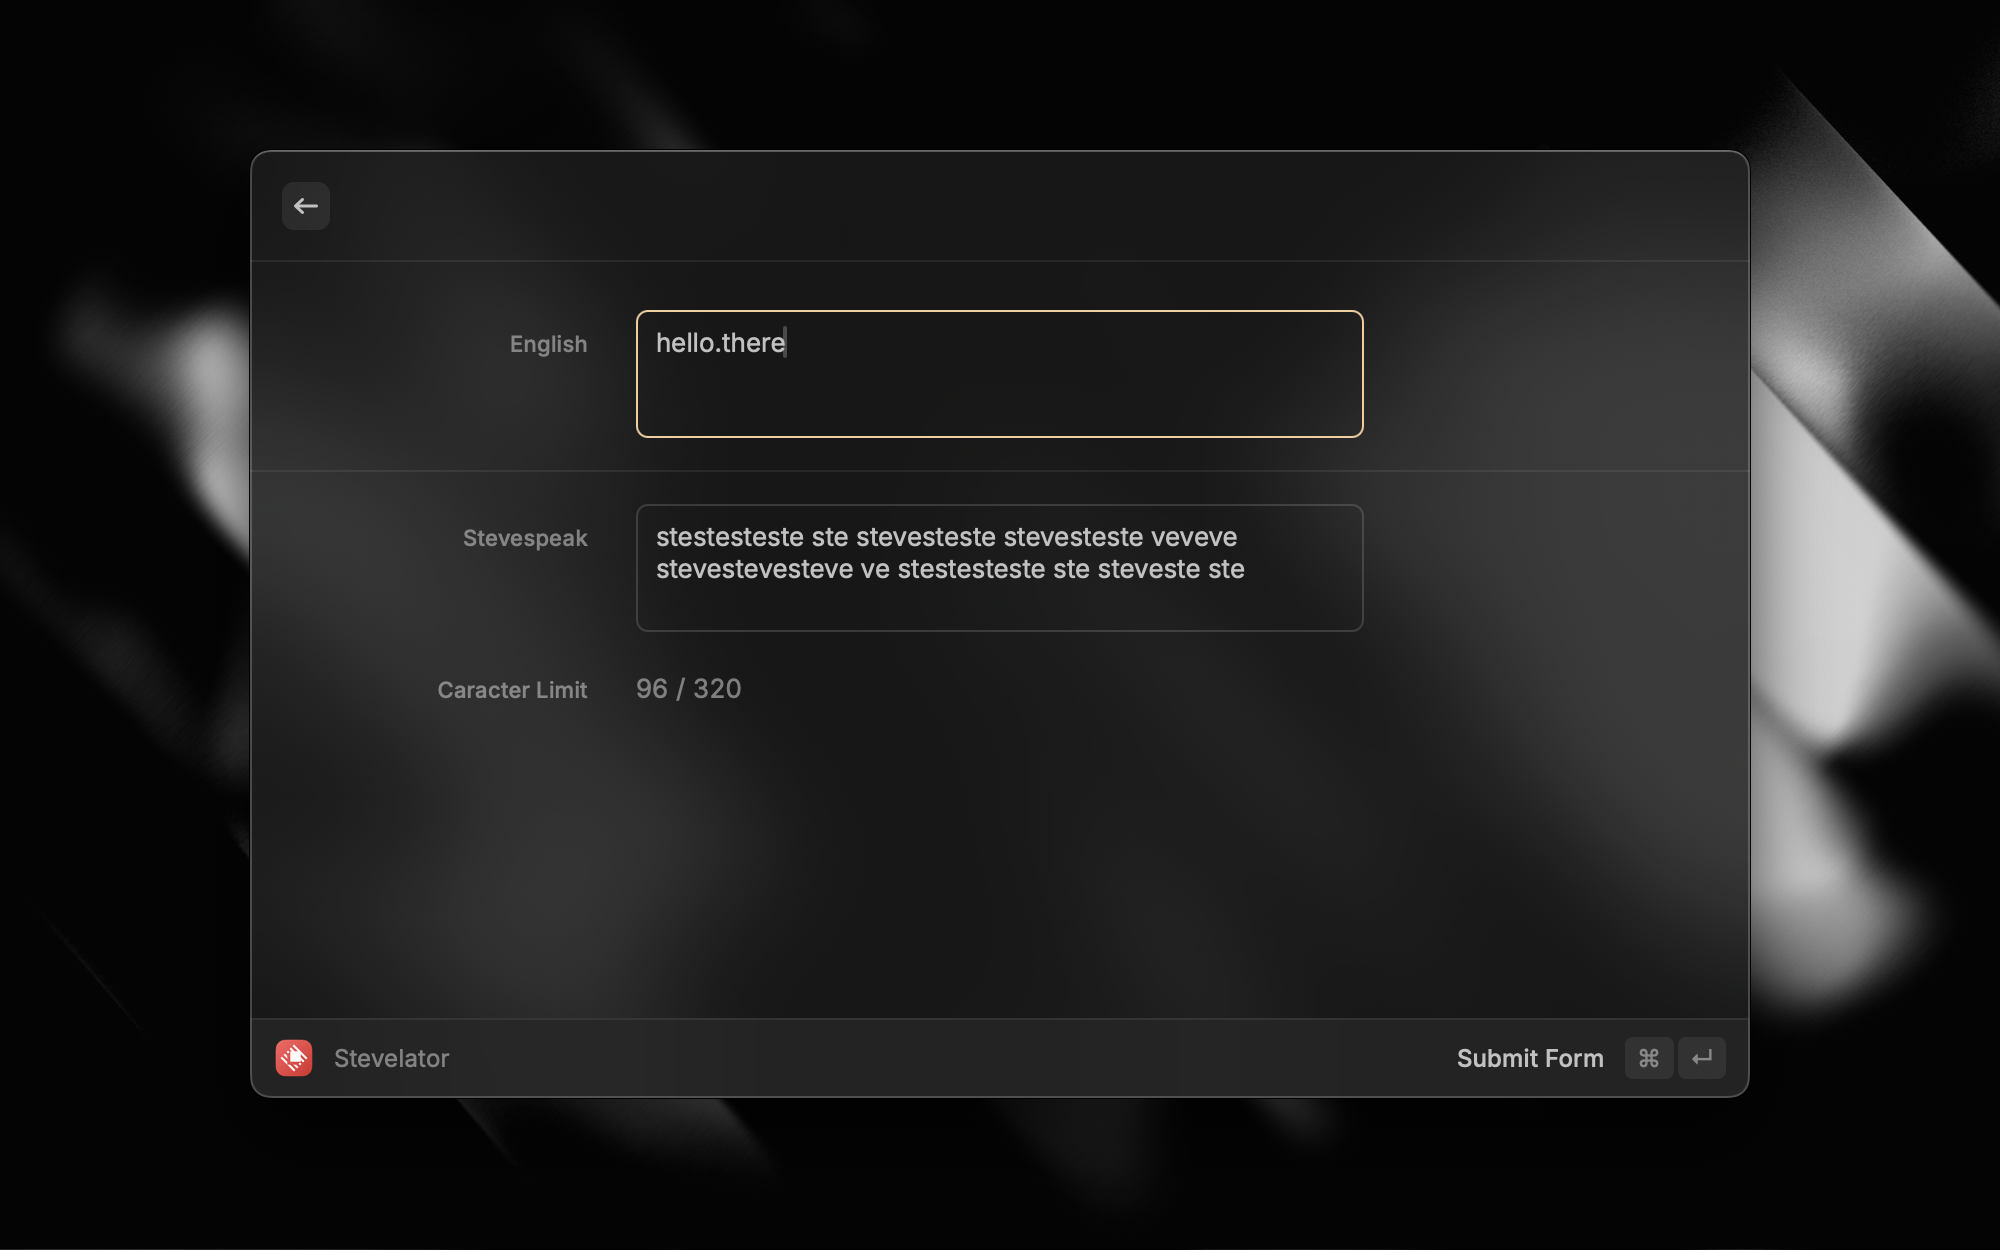 English
hello.there
Stevespeak
stestesteste ste stevesteste stevesteste veveve
stevestevesteve ve stestesteste ste steveste ste
Caracter Limit
96 / 320
Stevelator
Submit Form ⌘ ↵